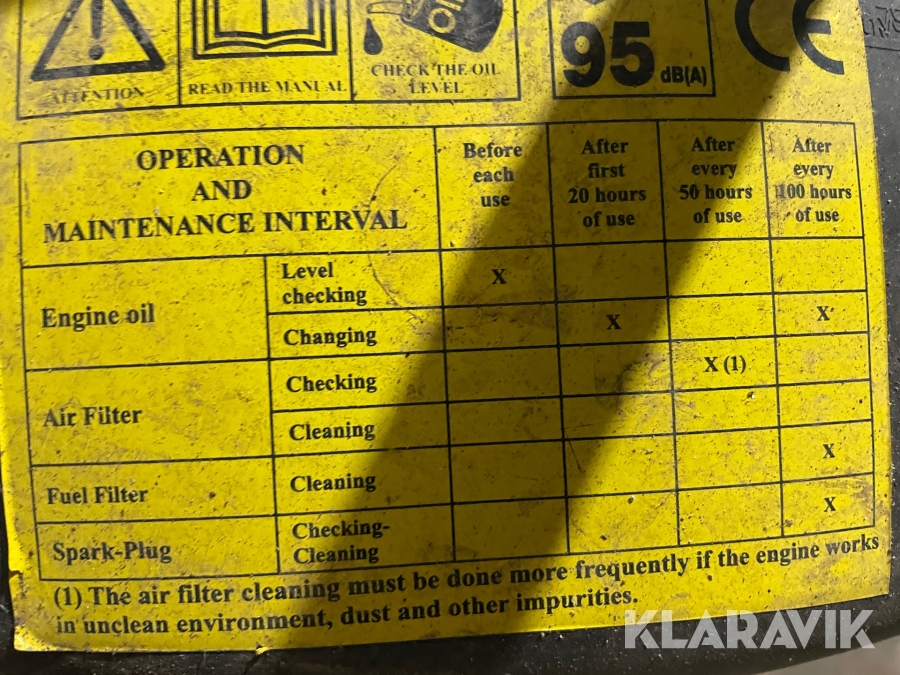 ATTENTION
READ THE MANUAL
CHECK THE OIL
LEVEL
95 dB(A)
CE
OPERATION
AND
MAINTENANCE INTERVAL
Before
each
use
After
first
20 hours
of use
After
every
50 hours
of use
After
every
100 hours
of use
Engine oil
Level
checking
X
Changing
X
X
Air Filter
Checking
X (1)
Cleaning
Fuel Filter
Cleaning
X
Spark-Plug
Checking-
Cleaning
X
(1) The air filter cleaning must be done more frequently if the engine works
in unclean environment, dust and other impurities.
KLARAVIK